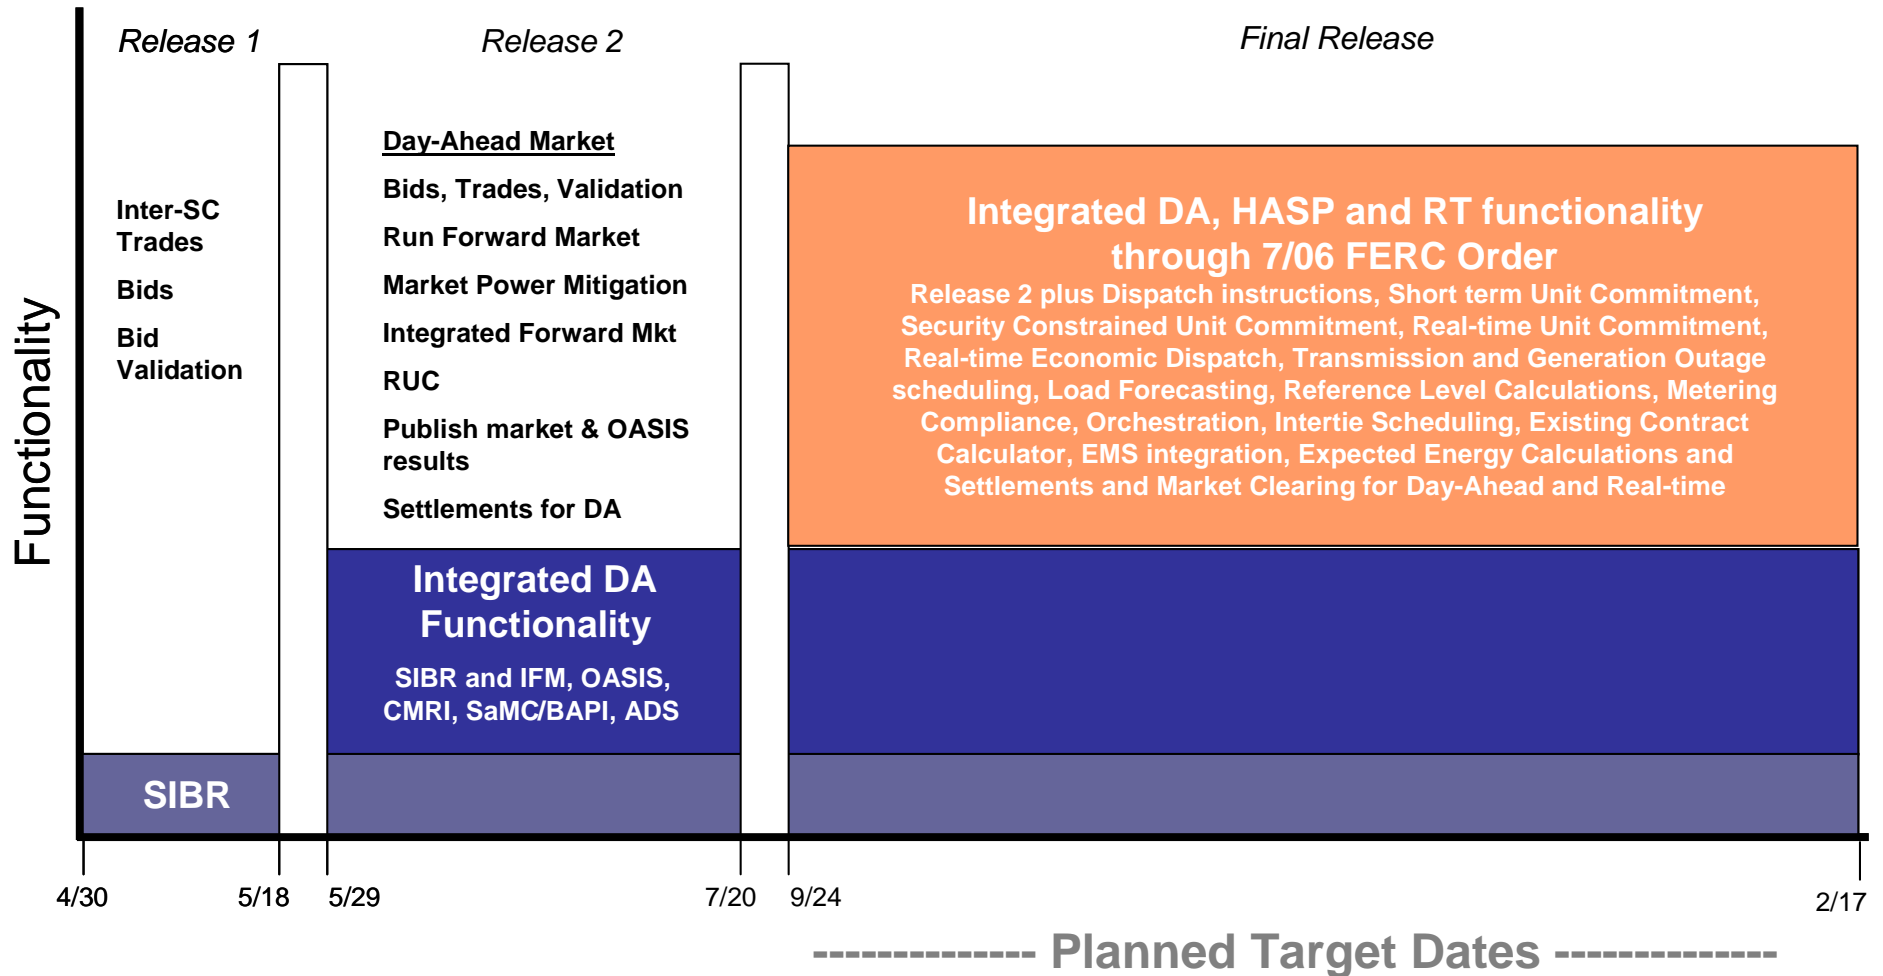 Release 1
Release 2
Final Release
Functionality
Inter-SC
Trades
Bids
Bid
Validation
Day-Ahead Market
Bids, Trades, Validation
Run Forward Market
Market Power Mitigation
Integrated Forward Mkt
RUC
Publish market & OASIS
results
Settlements for DA
Integrated DA, HASP and RT functionality
through 7/06 FERC Order
Release 2 plus Dispatch instructions, Short term Unit Commitment,
Security Constrained Unit Commitment, Real-time Unit Commitment,
Real-time Economic Dispatch, Transmission and Generation Outage
scheduling, Load Forecasting, Reference Level Calculations, Metering
Compliance, Orchestration, Intertie Scheduling, Existing Contract
Calculator, EMS integration, Expected Energy Calculations and
Settlements and Market Clearing for Day-Ahead and Real-time
Integrated DA
Functionality
SIBR and IFM, OASIS,
CMRI, SaMC/BAPI, ADS
SIBR
4/30
5/18
5/29
7/20
9/24
2/17
-------------- Planned Target Dates --------------